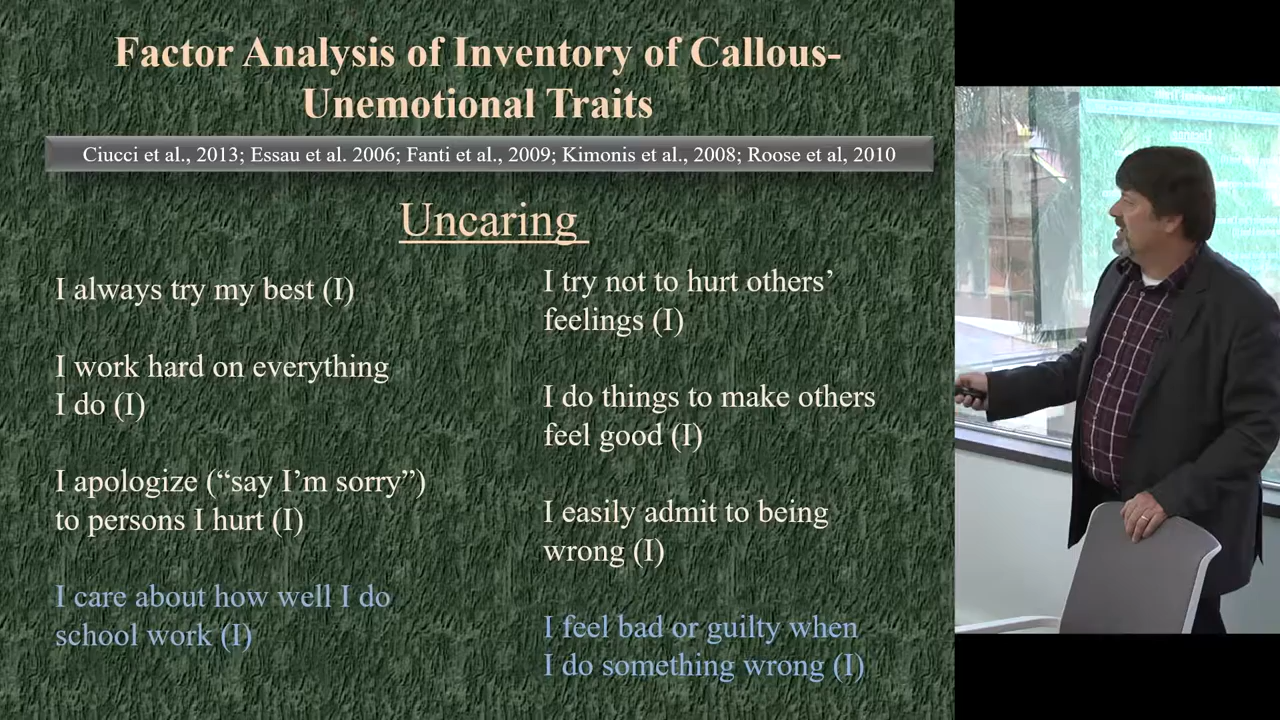 Factor Analysis of Inventory of Callous-
Unemotional Traits
Ciucci et al., 2013; Essau et al. 2006; Fanti et al., 2009; Kimonis et al., 2008; Roose et al, 2010
Uncaring
I always try my best (I)
I work hard on everything
I do (I)
I apologize (“say I’m sorry”)
to persons I hurt (I)
I care about how well I do
school work (I)
I try not to hurt others’
feelings (I)
I do things to make others
feel good (I)
I easily admit to being
wrong (I)
I feel bad or guilty when
I do something wrong (I)